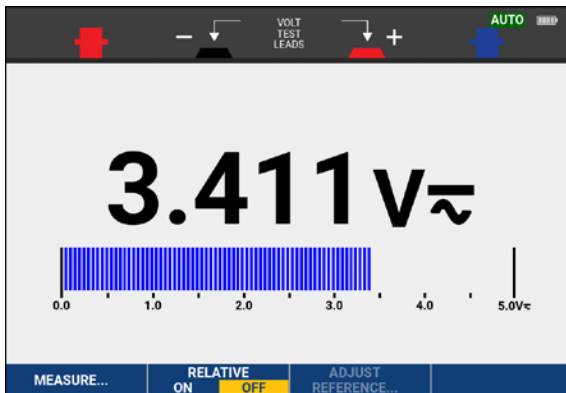 VOLT
TEST
LEADS
− +
AUTO
3.411 V⏦
0.0 1.0 2.0 3.0 4.0 5.0V⏦
MEASURE...
RELATIVE
ON OFF
ADJUST
REFERENCE...